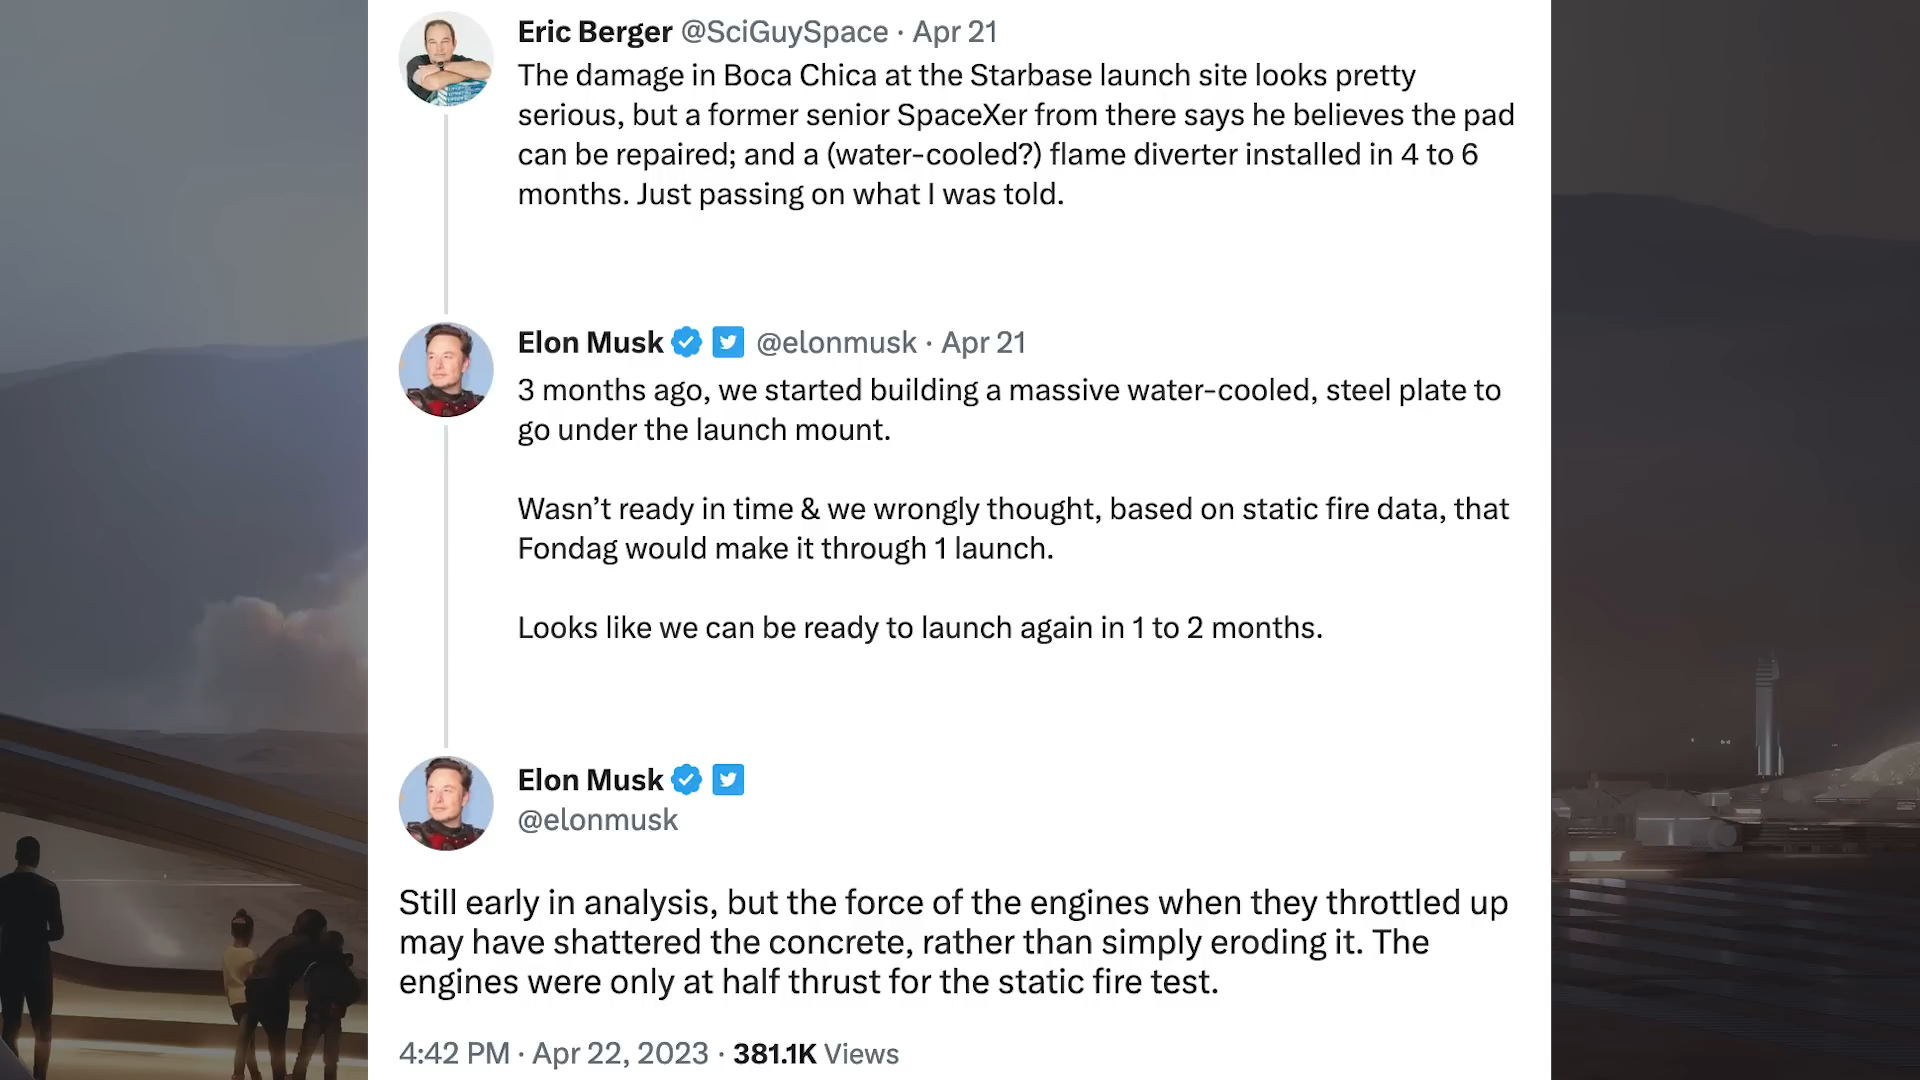 Eric Berger @SciGuySpace · Apr 21
The damage in Boca Chica at the Starbase launch site looks pretty
serious, but a former senior SpaceXer from there says he believes the pad
can be repaired; and a (water-cooled?) flame diverter installed in 4 to 6
months. Just passing on what I was told.
Elon Musk @elonmusk · Apr 21
3 months ago, we started building a massive water-cooled, steel plate to
go under the launch mount.
Wasn’t ready in time & we wrongly thought, based on static fire data, that
Fondag would make it through 1 launch.
Looks like we can be ready to launch again in 1 to 2 months.
Elon Musk
@elonmusk
Still early in analysis, but the force of the engines when they throttled up
may have shattered the concrete, rather than simply eroding it. The
engines were only at half thrust for the static fire test.
4:42 PM · Apr 22, 2023 · 381.1K Views